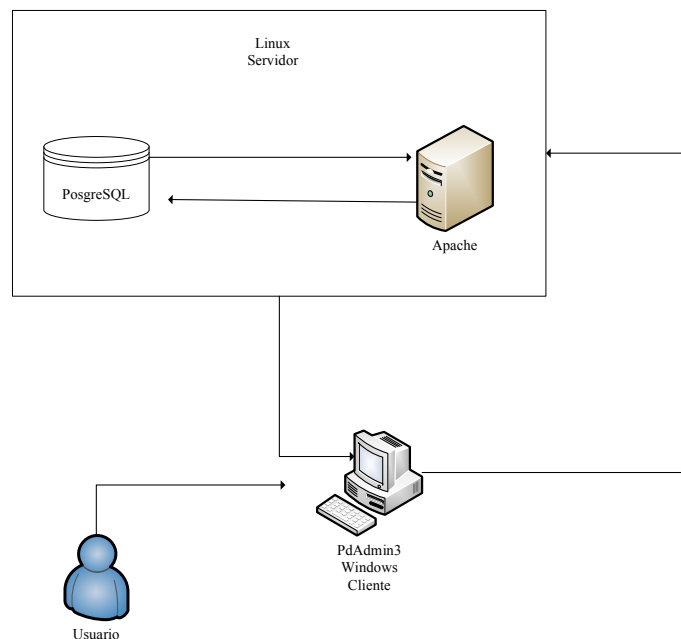 Linux
Servidor
PosgreSQL
Apache
PdAdmin3
Windows
Cliente
Usuario